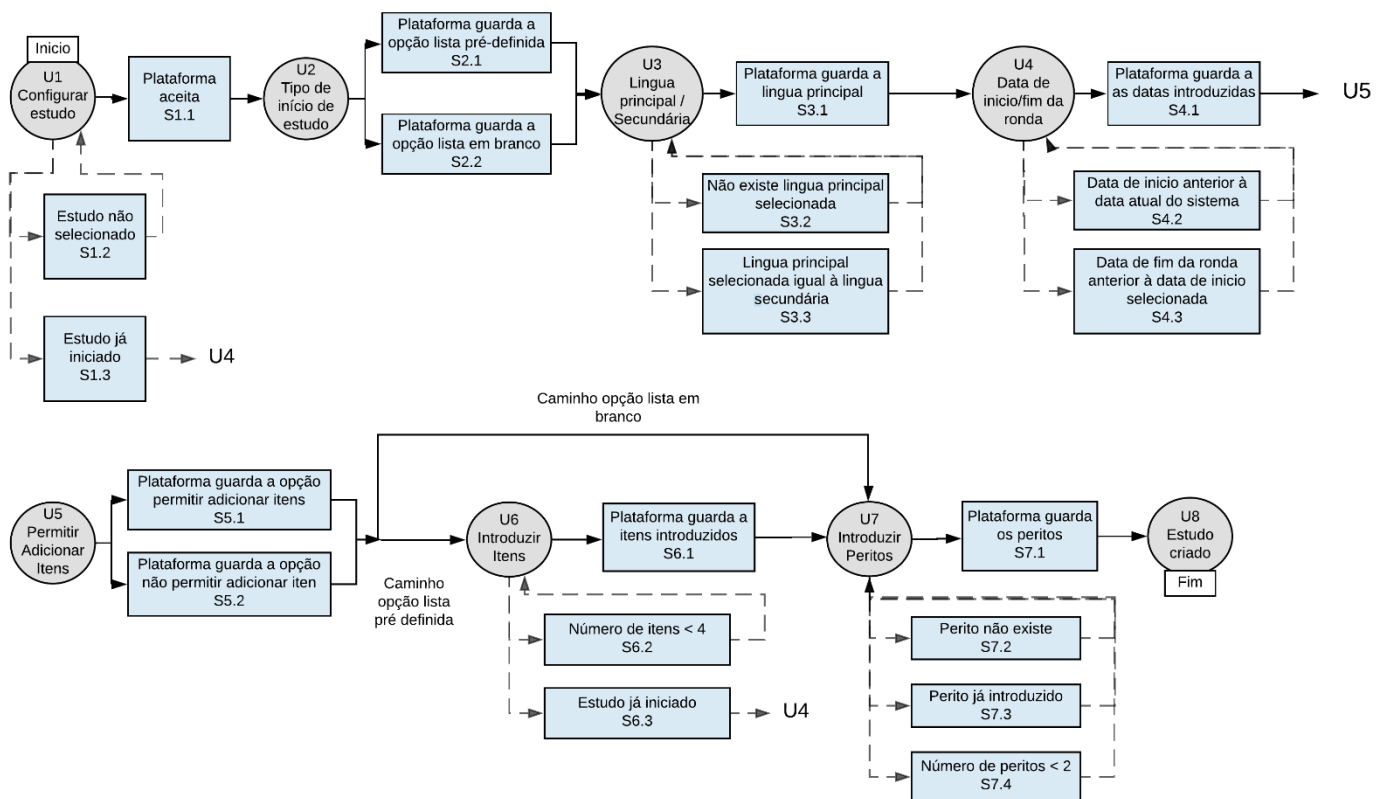 Inicio
U1
Configurar
estudo
Plataforma
aceita
S1.1
Estudo não
selecionado
S1.2
Estudo já
iniciado
S1.3
U4
U2
Tipo de
início de
estudo
Plataforma guarda a
opção lista pré-definida
S2.1
Plataforma guarda a
opção lista em branco
S2.2
U3
Lingua
principal /
Secundária
Plataforma guarda a
lingua principal
S3.1
Não existe lingua principal
selecionada
S3.2
Lingua principal
selecionada igual à lingua
secundária
S3.3
U4
Data de
inicio/fim da
ronda
Plataforma guarda a
as datas introduzidas
S4.1
U5
Data de inicio anterior à
data atual do sistema
S4.2
Data de fim da ronda
anterior à data de inicio
selecionada
S4.3
Caminho opção lista em
branco
U5
Permitir
Adicionar
Itens
Plataforma guarda a opção
permitir adicionar itens
S5.1
Plataforma guarda a opção
não permitir adicionar iten
S5.2
Caminho
opção lista
pré definida
U6
Introduzir
Itens
Plataforma guarda a
itens introduzidos
S6.1
Número de itens < 4
S6.2
Estudo já iniciado
S6.3
U4
U7
Introduzir
Peritos
Plataforma guarda
os peritos
S7.1
Perito não existe
S7.2
Perito já introduzido
S7.3
Número de peritos < 2
S7.4
U8
Estudo
criado
Fim